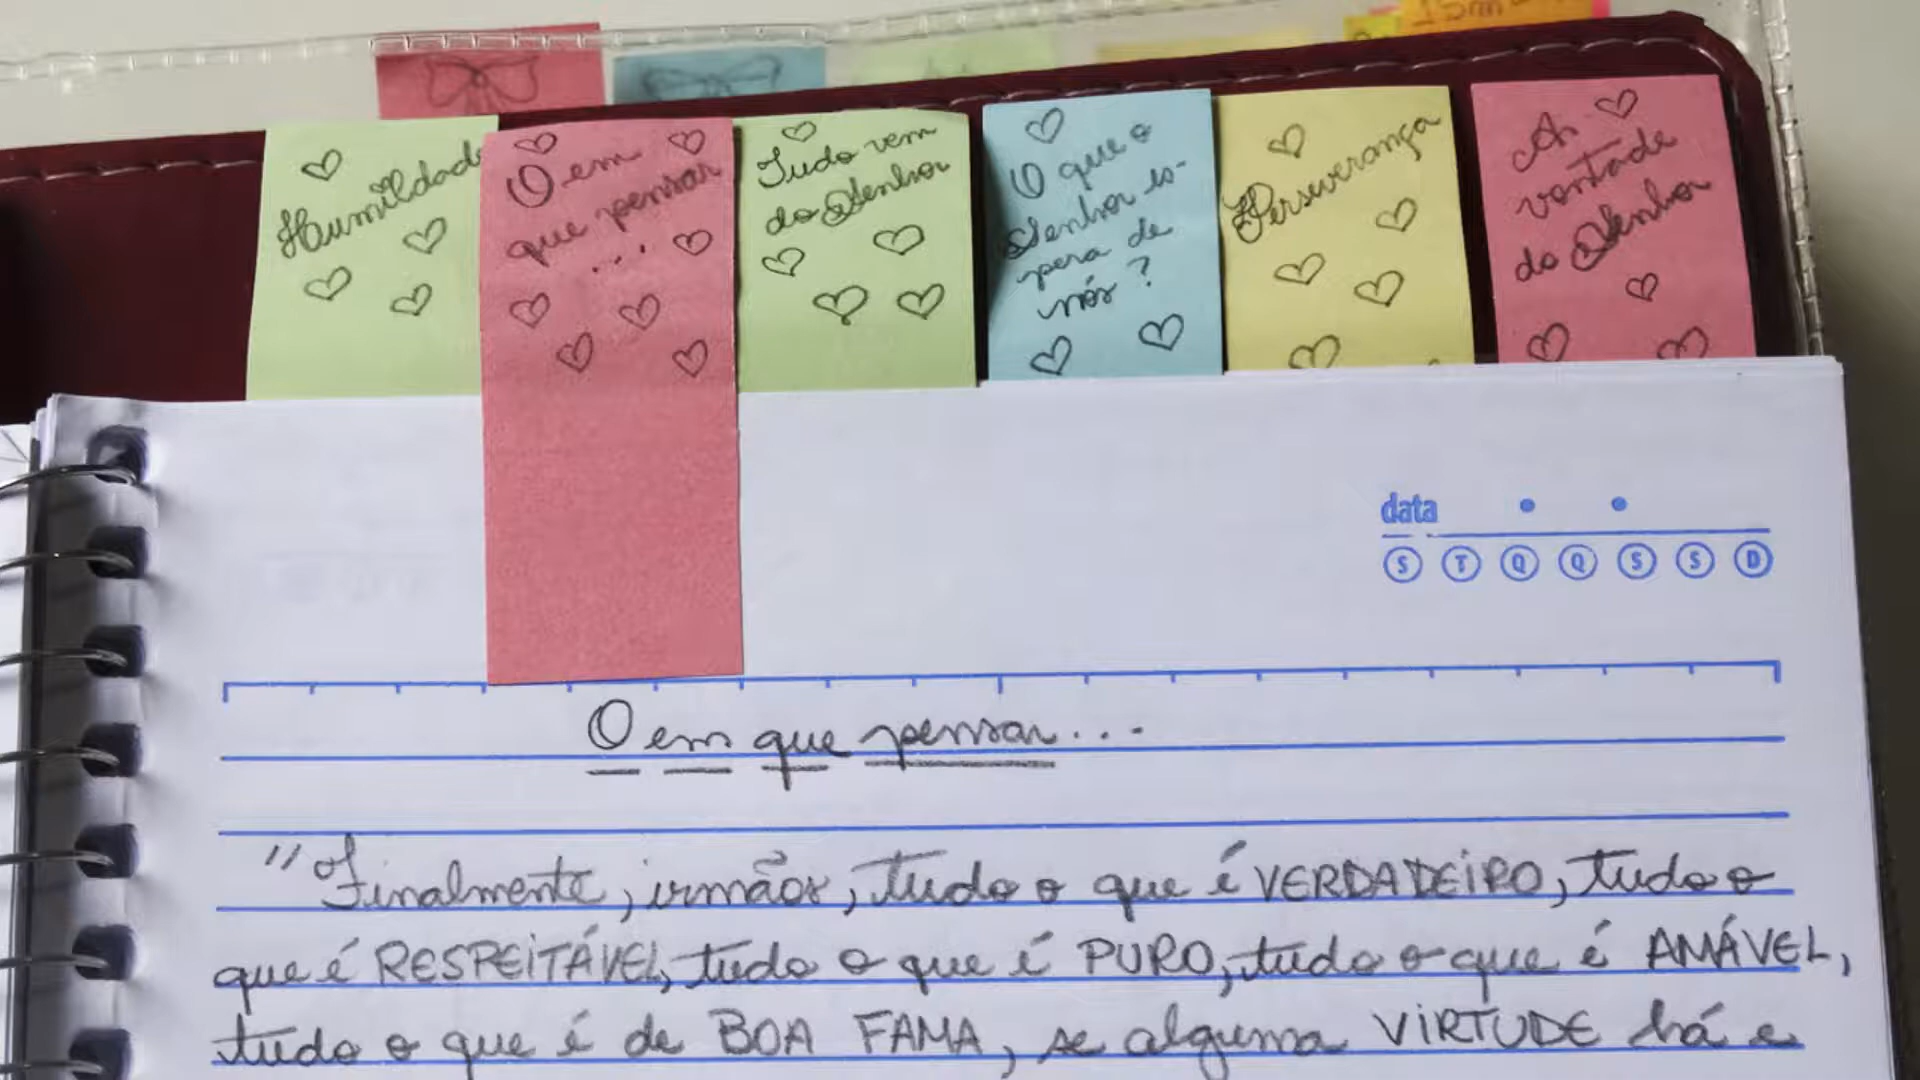 15m
Humildad
O em
que pensar
...
Tudo vem
do Senhor
O que o
Senhor es-
pera de
nós?
Perseverança
A
vontade
do Senhor
data
S T Q Q S S D
O em que pensar...
"Finalmente, irmãos, tudo o que é VERDADEiRO, tudo o
que é RESPEiTÁVEL, tudo o que é PURO, tudo o que é AMÁVEL,
tudo o que é de BOA FAMA, se alguma ViRTUDE há e